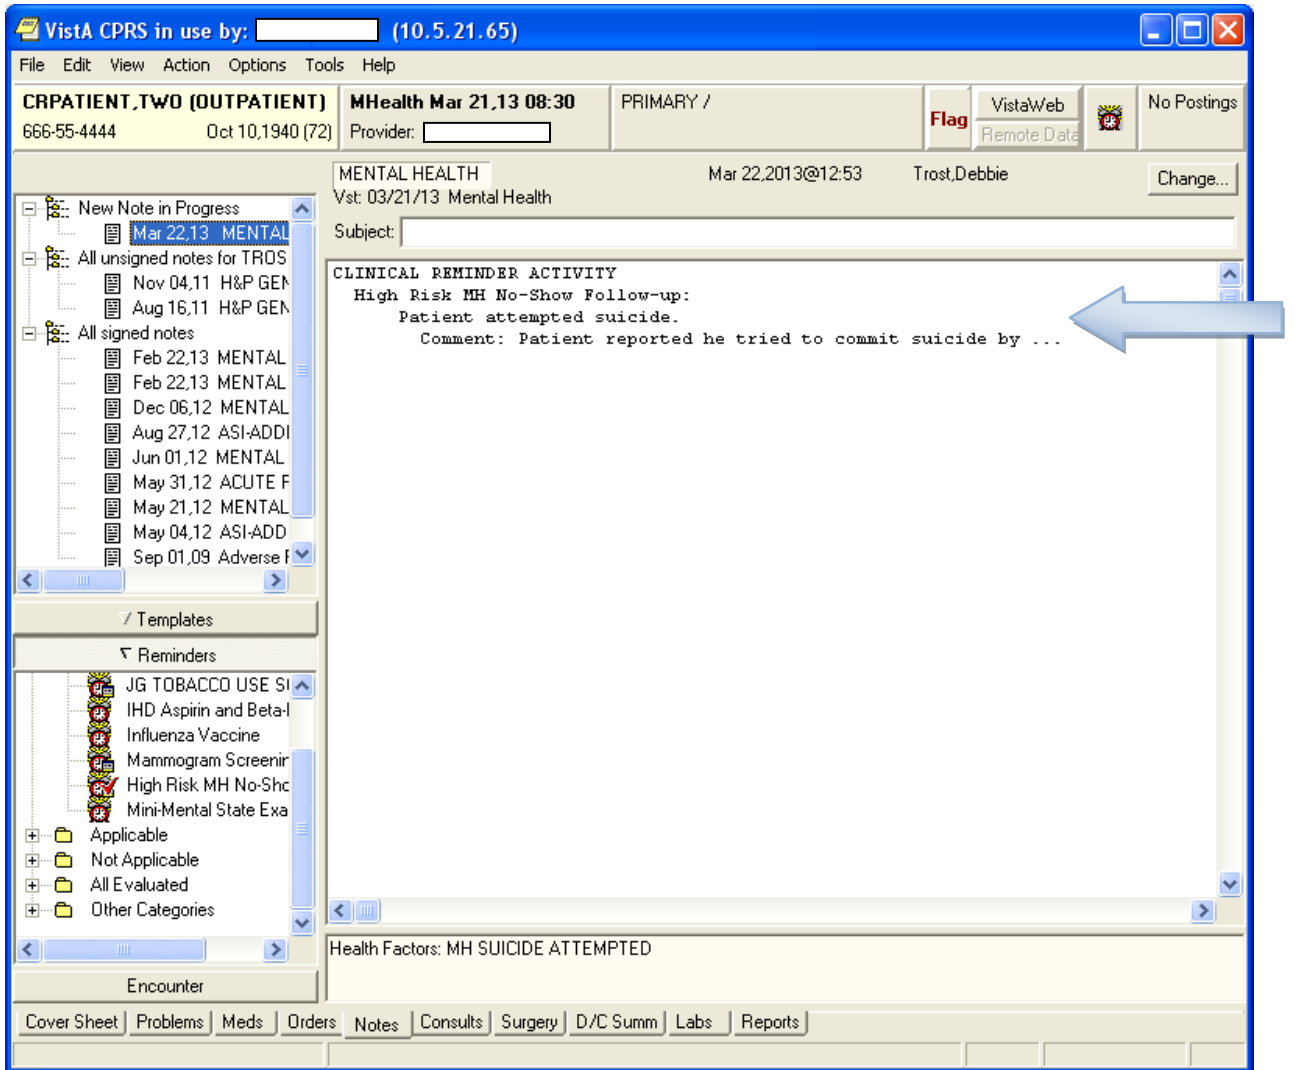 VistA CPRS in use by: (10.5.21.65)
File Edit View Action Options Tools Help
CRPATIENT,TWO (OUTPATIENT) MHealth Mar 21,13 08:30 PRIMARY / Flag VistaWeb No Postings
666-55-4444 Oct 10,1940 (72) Provider: Remote Data
MENTAL HEALTH Mar 22,2013@12:53 Trost,Debbie Change...
Vst: 03/21/13 Mental Health
Subject:
New Note in Progress
Mar 22,13 MENTAL
All unsigned notes for TROS
Nov 04,11 H&P GEN
Aug 16,11 H&P GEN
All signed notes
Feb 22,13 MENTAL
Feb 22,13 MENTAL
Dec 06,12 MENTAL
Aug 27,12 ASI-ADDI
Jun 01,12 MENTAL
May 31,12 ACUTE F
May 21,12 MENTAL
May 04,12 ASI-ADD
Sep 01,09 Adverse F
Templates
Reminders
JG TOBACCO USE S
IHD Aspirin and Beta-
Influenza Vaccine
Mammogram Screenin
High Risk MH No-Sho
Mini-Mental State Exa
Applicable
Not Applicable
All Evaluated
Other Categories
Encounter
CLINICAL REMINDER ACTIVITY
High Risk MH No-Show Follow-up:
Patient attempted suicide.
Comment: Patient reported he tried to commit suicide by ...
Health Factors: MH SUICIDE ATTEMPTED
Cover Sheet Problems Meds Orders Notes Consults Surgery D/C Summ Labs Reports